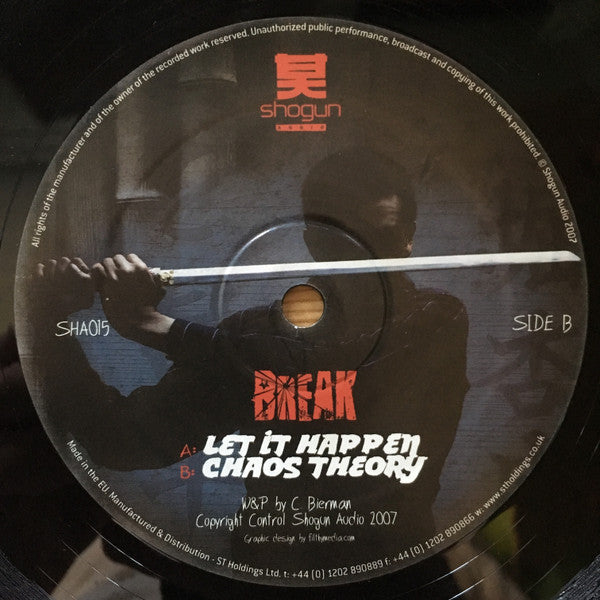 All rights of the manufacturer and of the owner of the recorded work reserved. Unauthorized public performance, broadcast and copying of this work prohibited. © Shogun Audio 2007
昊
shogun
audio
SHA015
SIDE B
BREAK
A: LET IT HAPPEN
B: CHAOS THEORY
W&P by C Bierman
Copyright Control Shogun Audio 2007
Graphic design by filthymedia.com
Made in the EU. Manufactured & Distribution - ST Holdings Ltd. t: +44 (0) 1202 890889 f: +44 (0) 1202 890866 w: www.stholdings.co.uk